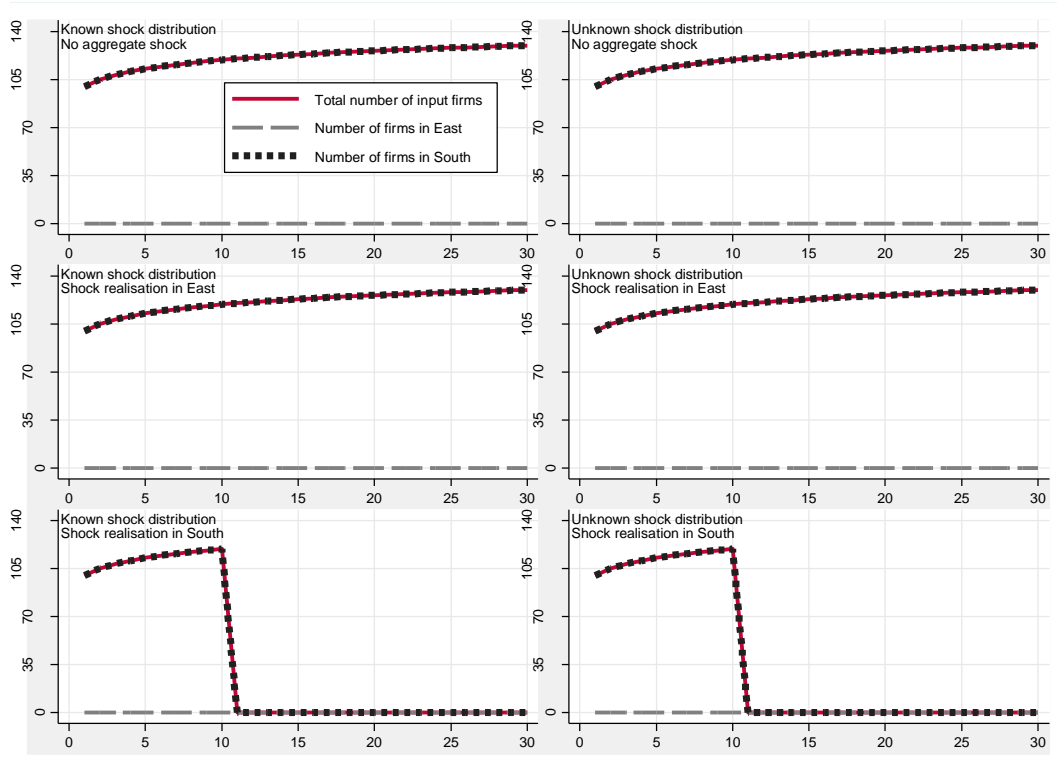 Known shock distribution
No aggregate shock
140
105
70
35
0
Total number of input firms
Number of firms in East
Number of firms in South
0 5 10 15 20 25 30
Unknown shock distribution
No aggregate shock
140
105
70
35
0
0 5 10 15 20 25 30
Known shock distribution
Shock realisation in East
140
105
70
35
0
0 5 10 15 20 25 30
Unknown shock distribution
Shock realisation in East
140
105
70
35
0
0 5 10 15 20 25 30
Known shock distribution
Shock realisation in South
140
105
70
35
0
0 5 10 15 20 25 30
Unknown shock distribution
Shock realisation in South
140
105
70
35
0
0 5 10 15 20 25 30